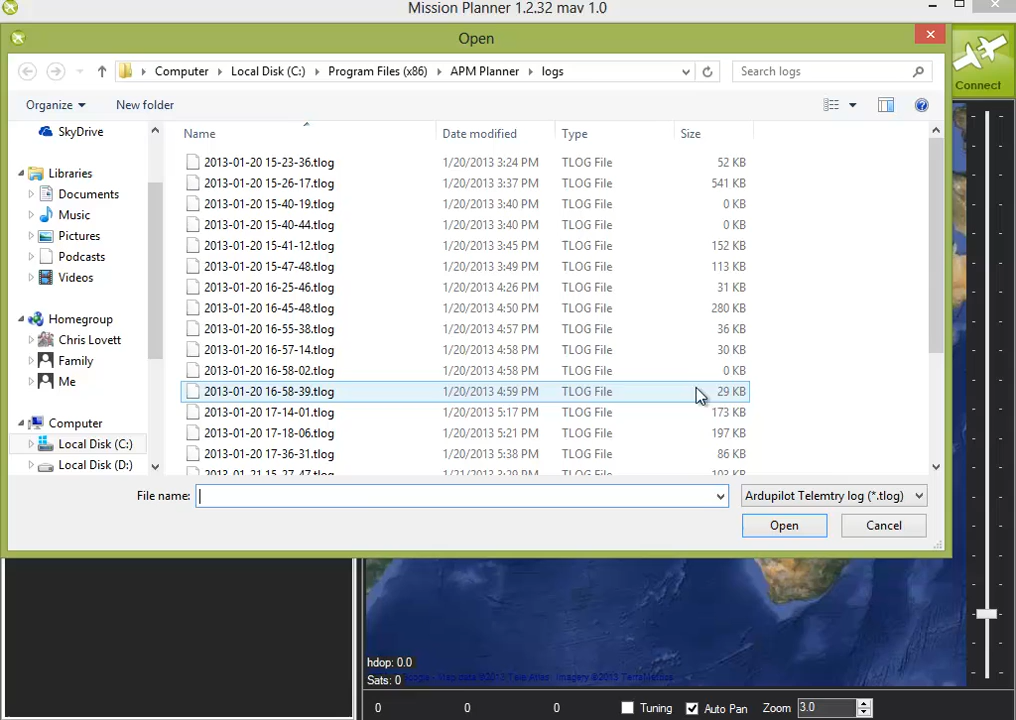 Mission Planner 1.2.32 mav 1.0
Open
Computer Local Disk (C:) Program Files (x86) APM Planner logs
Search logs
Connect
Organize New folder
SkyDrive
Libraries
Documents
Music
Pictures
Podcasts
Videos
Homegroup
Chris Lovett
Family
Me
Computer
Local Disk (C:)
Local Disk (D:)
Name Date modified Type Size
2013-01-20 15-23-36.tlog 1/20/2013 3:24 PM TLOG File 52 KB
2013-01-20 15-26-17.tlog 1/20/2013 3:37 PM TLOG File 541 KB
2013-01-20 15-40-19.tlog 1/20/2013 3:40 PM TLOG File 0 KB
2013-01-20 15-40-44.tlog 1/20/2013 3:40 PM TLOG File 0 KB
2013-01-20 15-41-12.tlog 1/20/2013 3:45 PM TLOG File 152 KB
2013-01-20 15-47-48.tlog 1/20/2013 3:49 PM TLOG File 113 KB
2013-01-20 16-25-46.tlog 1/20/2013 4:26 PM TLOG File 31 KB
2013-01-20 16-45-48.tlog 1/20/2013 4:50 PM TLOG File 280 KB
2013-01-20 16-55-38.tlog 1/20/2013 4:57 PM TLOG File 36 KB
2013-01-20 16-57-14.tlog 1/20/2013 4:58 PM TLOG File 30 KB
2013-01-20 16-58-02.tlog 1/20/2013 4:58 PM TLOG File 0 KB
2013-01-20 16-58-39.tlog 1/20/2013 4:59 PM TLOG File 29 KB
2013-01-20 17-14-01.tlog 1/20/2013 5:17 PM TLOG File 173 KB
2013-01-20 17-18-06.tlog 1/20/2013 5:21 PM TLOG File 197 KB
2013-01-20 17-36-31.tlog 1/20/2013 5:38 PM TLOG File 86 KB
2013-01-21 15-27-47.tlog 1/21/2013 3:29 PM TLOG File 103 KB
File name: Ardupilot Telemtry log (*.tlog)
Open Cancel
hdop: 0.0
Sats: 0
0 0 0 Tuning Auto Pan Zoom 3.0